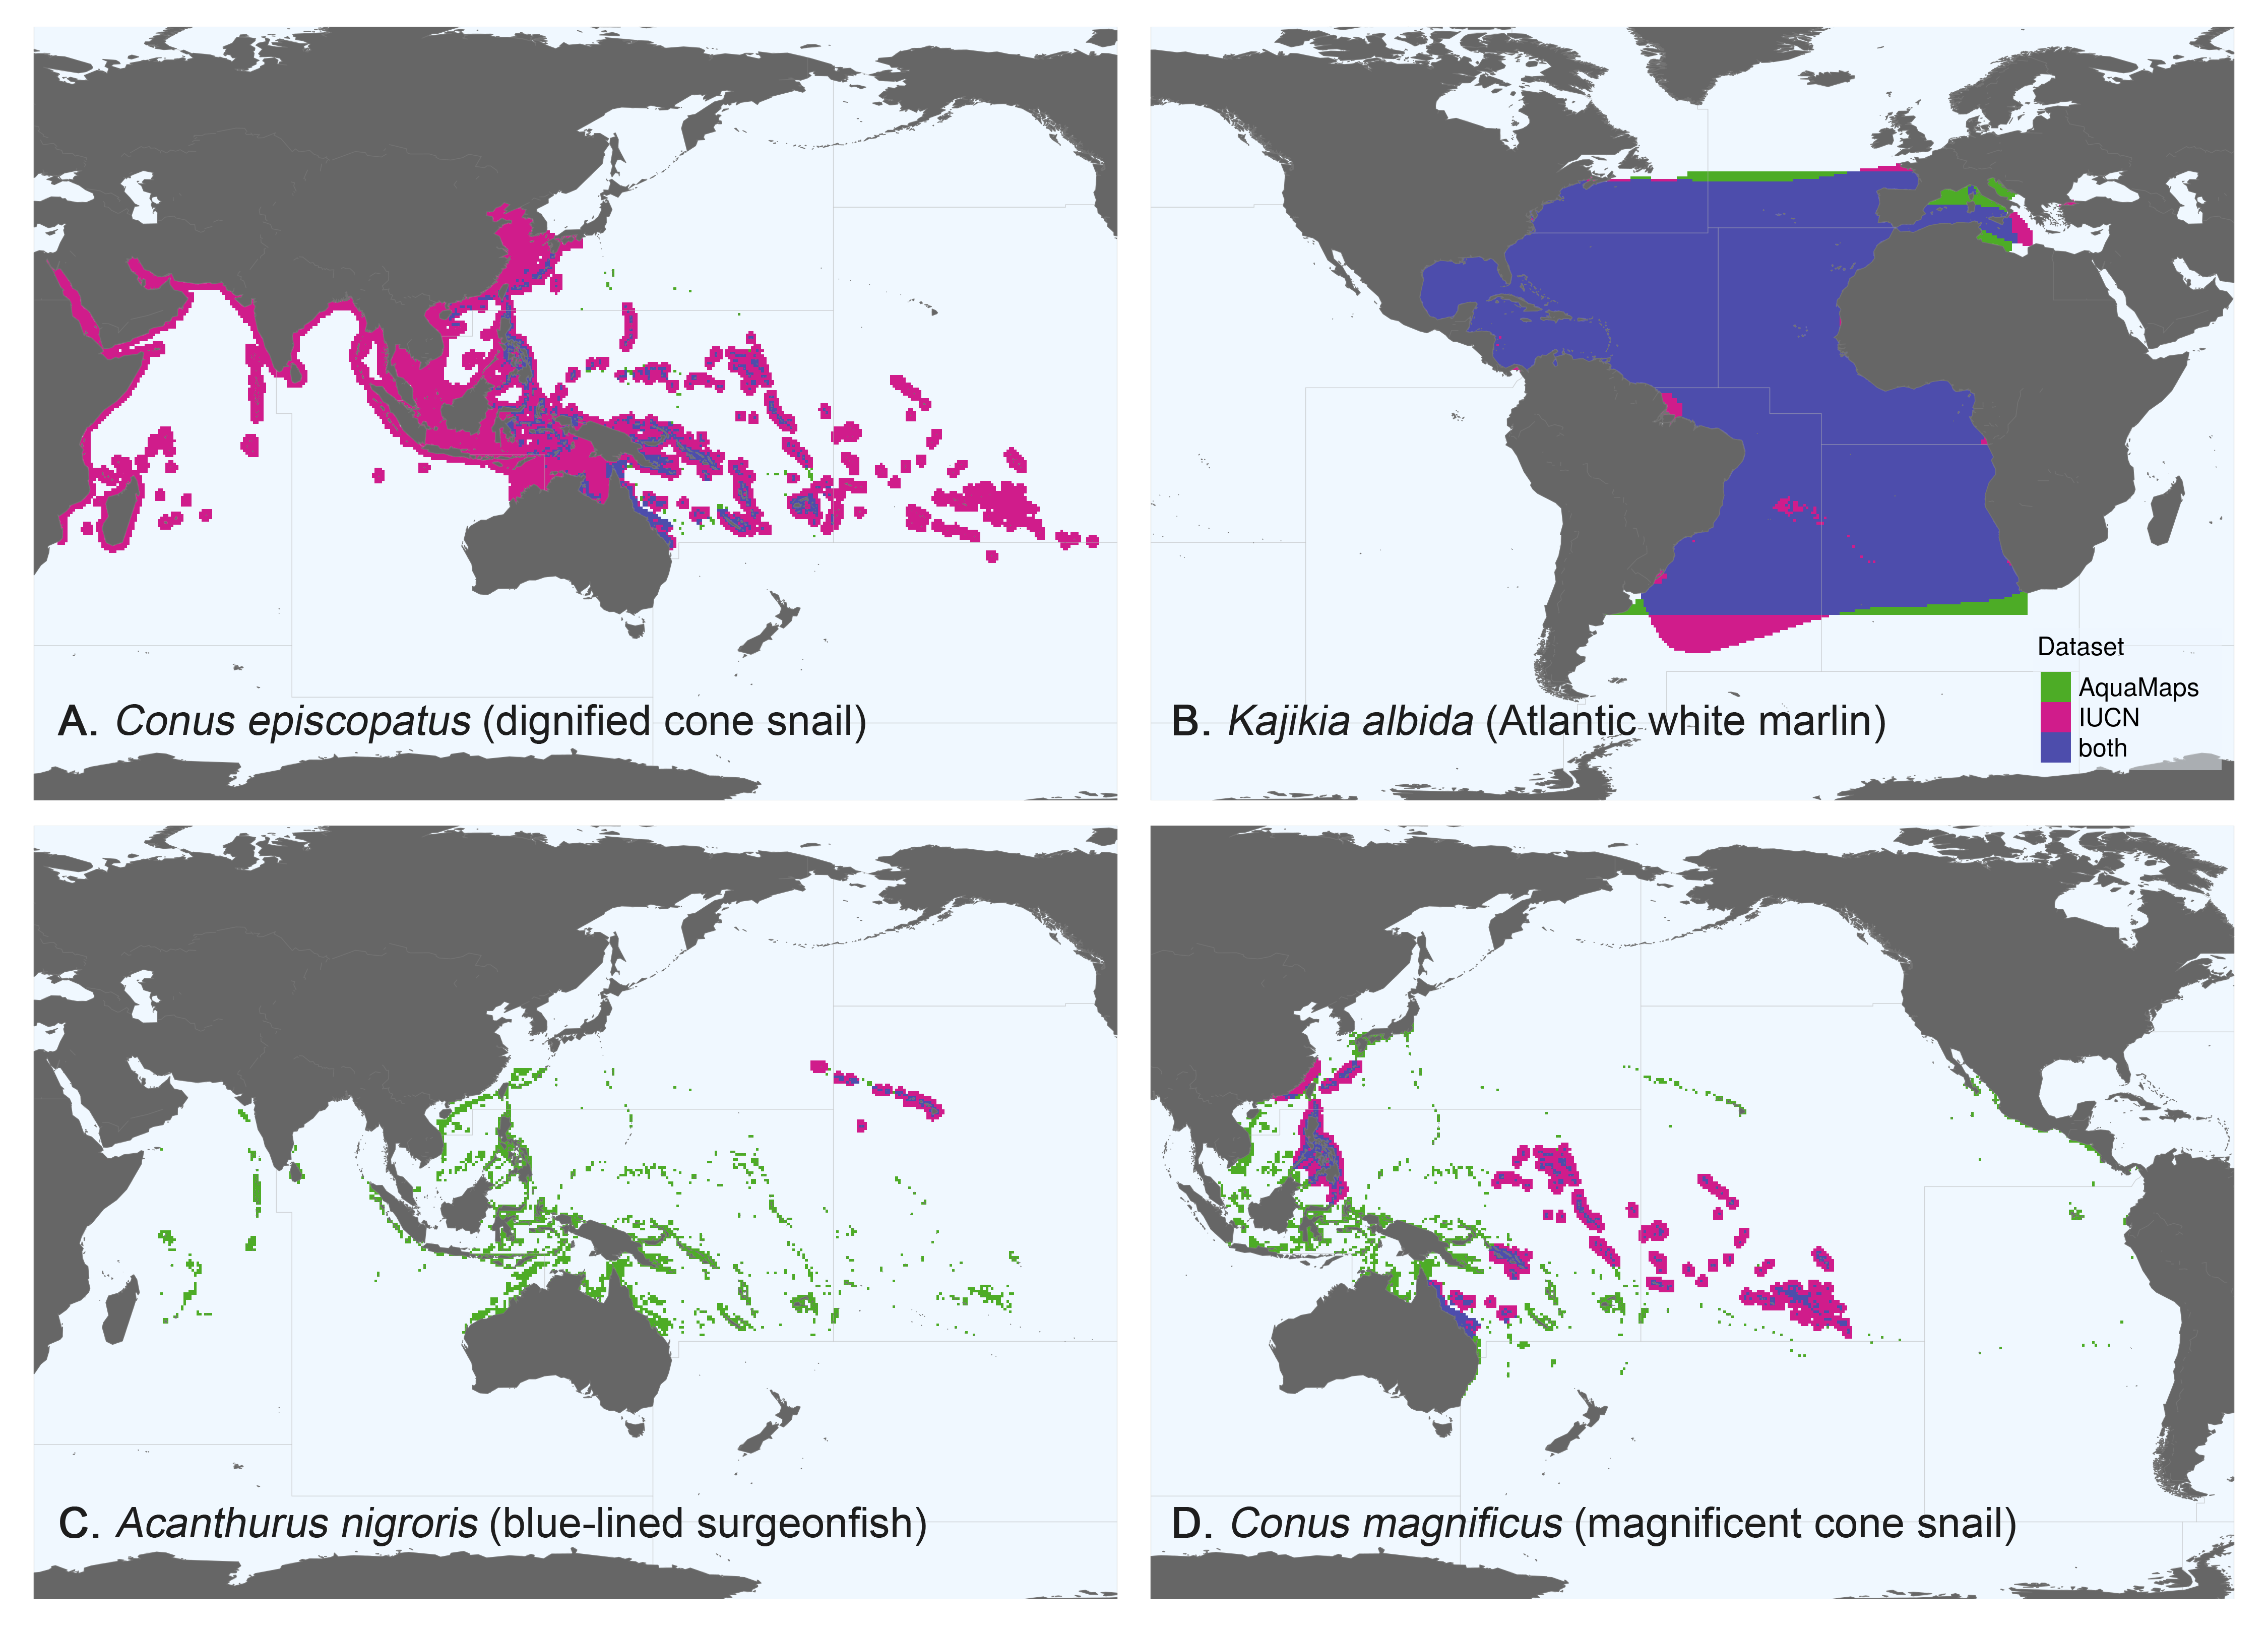 Dataset
AquaMaps
IUCN
both
A. Conus episcopatus (dignified cone snail)
B. Kajikia albida (Atlantic white marlin)
C. Acanthurus nigroris (blue-lined surgeonfish)
D. Conus magnificus (magnificent cone snail)